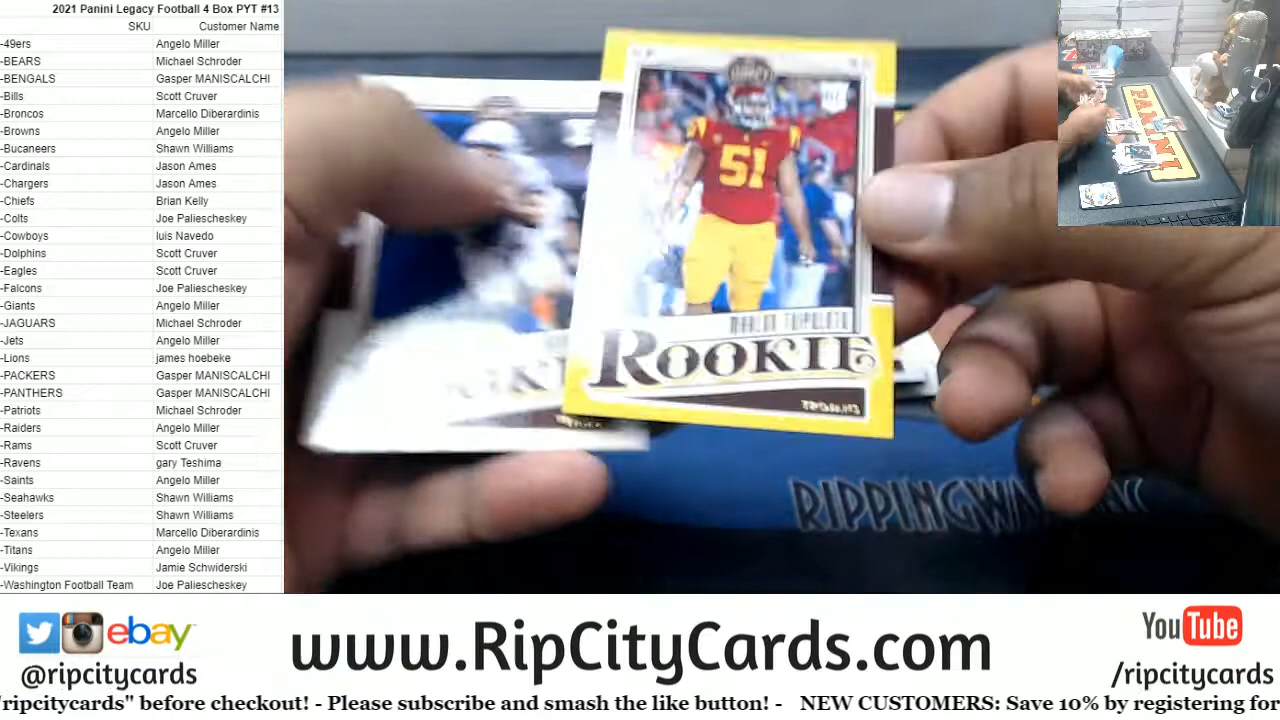 2021 Panini Legacy Football 4 Box PYT #13
SKU Customer Name
-49ers Angelo Miller
-BEARS Michael Schroder
-BENGALS Gasper MANISCALCHI
-Bills Scott Cruver
-Broncos Marcello Diberardinis
-Browns Angelo Miller
-Bucaneers Shawn Williams
-Cardinals Jason Ames
-Chargers Jason Ames
-Chiefs Brian Kelly
-Colts Joe Paliescheskey
-Cowboys luis Navedo
-Dolphins Scott Cruver
-Eagles Scott Cruver
-Falcons Joe Paliescheskey
-Giants Angelo Miller
-JAGUARS Michael Schroder
-Jets Angelo Miller
-Lions james hoebeke
-PACKERS Gasper MANISCALCHI
-PANTHERS Gasper MANISCALCHI
-Patriots Michael Schroder
-Raiders Angelo Miller
-Rams Scott Cruver
-Ravens gary Teshima
-Saints Angelo Miller
-Seahawks Shawn Williams
-Steelers Shawn Williams
-Texans Marcello Diberardinis
-Titans Angelo Miller
-Vikings Jamie Schwiderski
-Washington Football Team Joe Paliescheskey
51
ROOKIE
TROJANS
PANINI
ebay
@ripcitycards
www.RipCityCards.com
YouTube
/ripcitycards
"ripcitycards" before checkout! - Please subscribe and smash the like button! - NEW CUSTOMERS: Save 10% by registering for